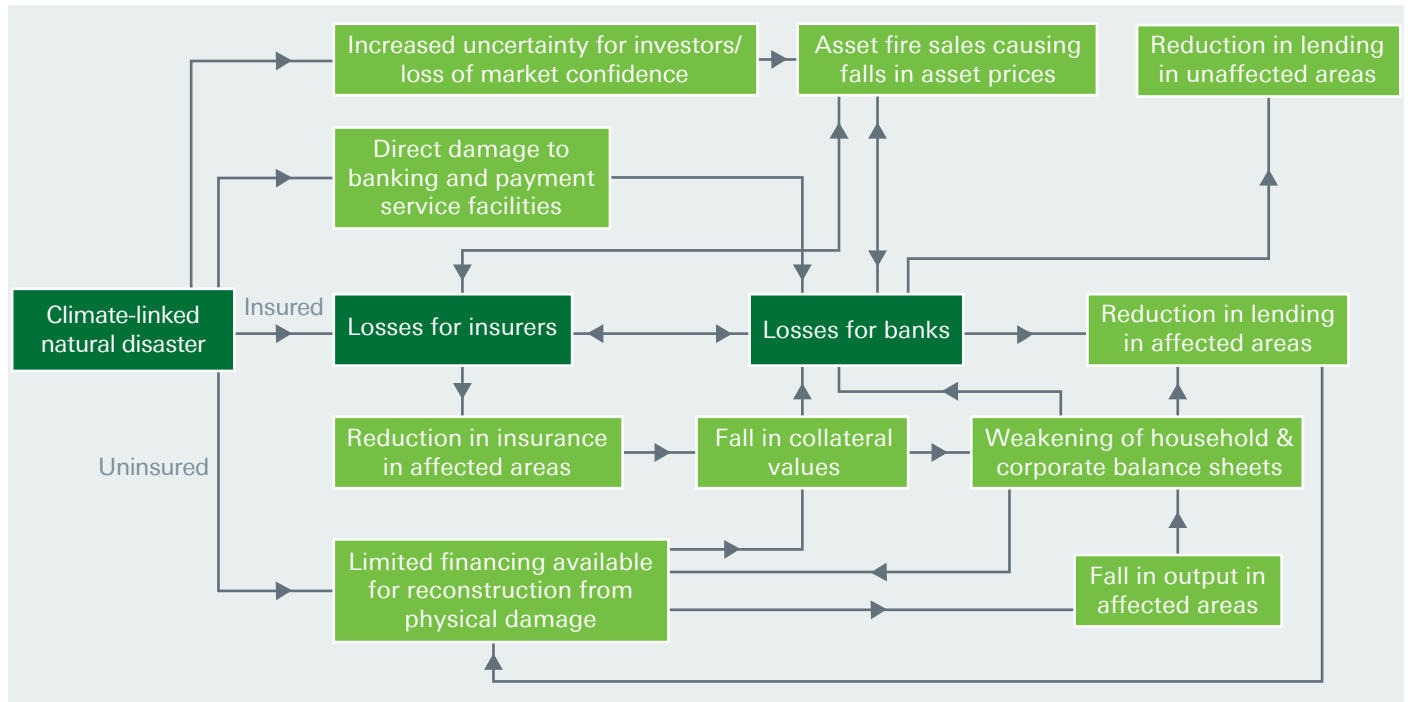 Increased uncertainty for investors/
loss of market confidence
Asset fire sales causing
falls in asset prices
Reduction in lending
in unaffected areas
Direct damage to
banking and payment
service facilities
Climate-linked
natural disaster
Insured
Losses for insurers
Losses for banks
Reduction in lending
in affected areas
Uninsured
Reduction in insurance
in affected areas
Fall in collateral
values
Weakening of household &
corporate balance sheets
Limited financing available
for reconstruction from
physical damage
Fall in output in
affected areas